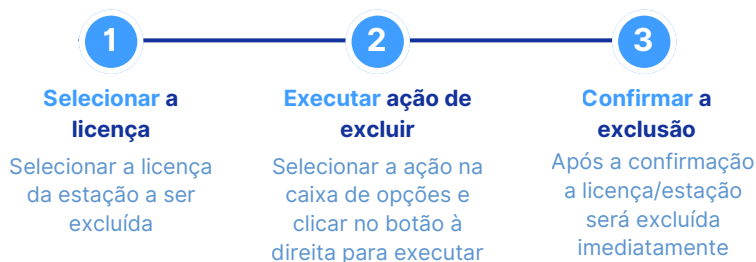 1
Selecionar a
licença
Selecionar a licença
da estação a ser
excluída
2
Executar ação de
excluir
Selecionar a ação na
caixa de opções e
clicar no botão à
direita para executar
3
Confirmar a
exclusão
Após a confirmação
a licença/estação
será excluída
imediatamente